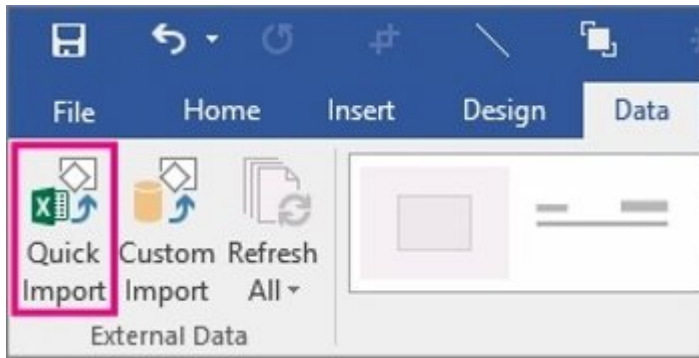 File Home Insert Design Data
Quick Custom Refresh
Import Import All
External Data